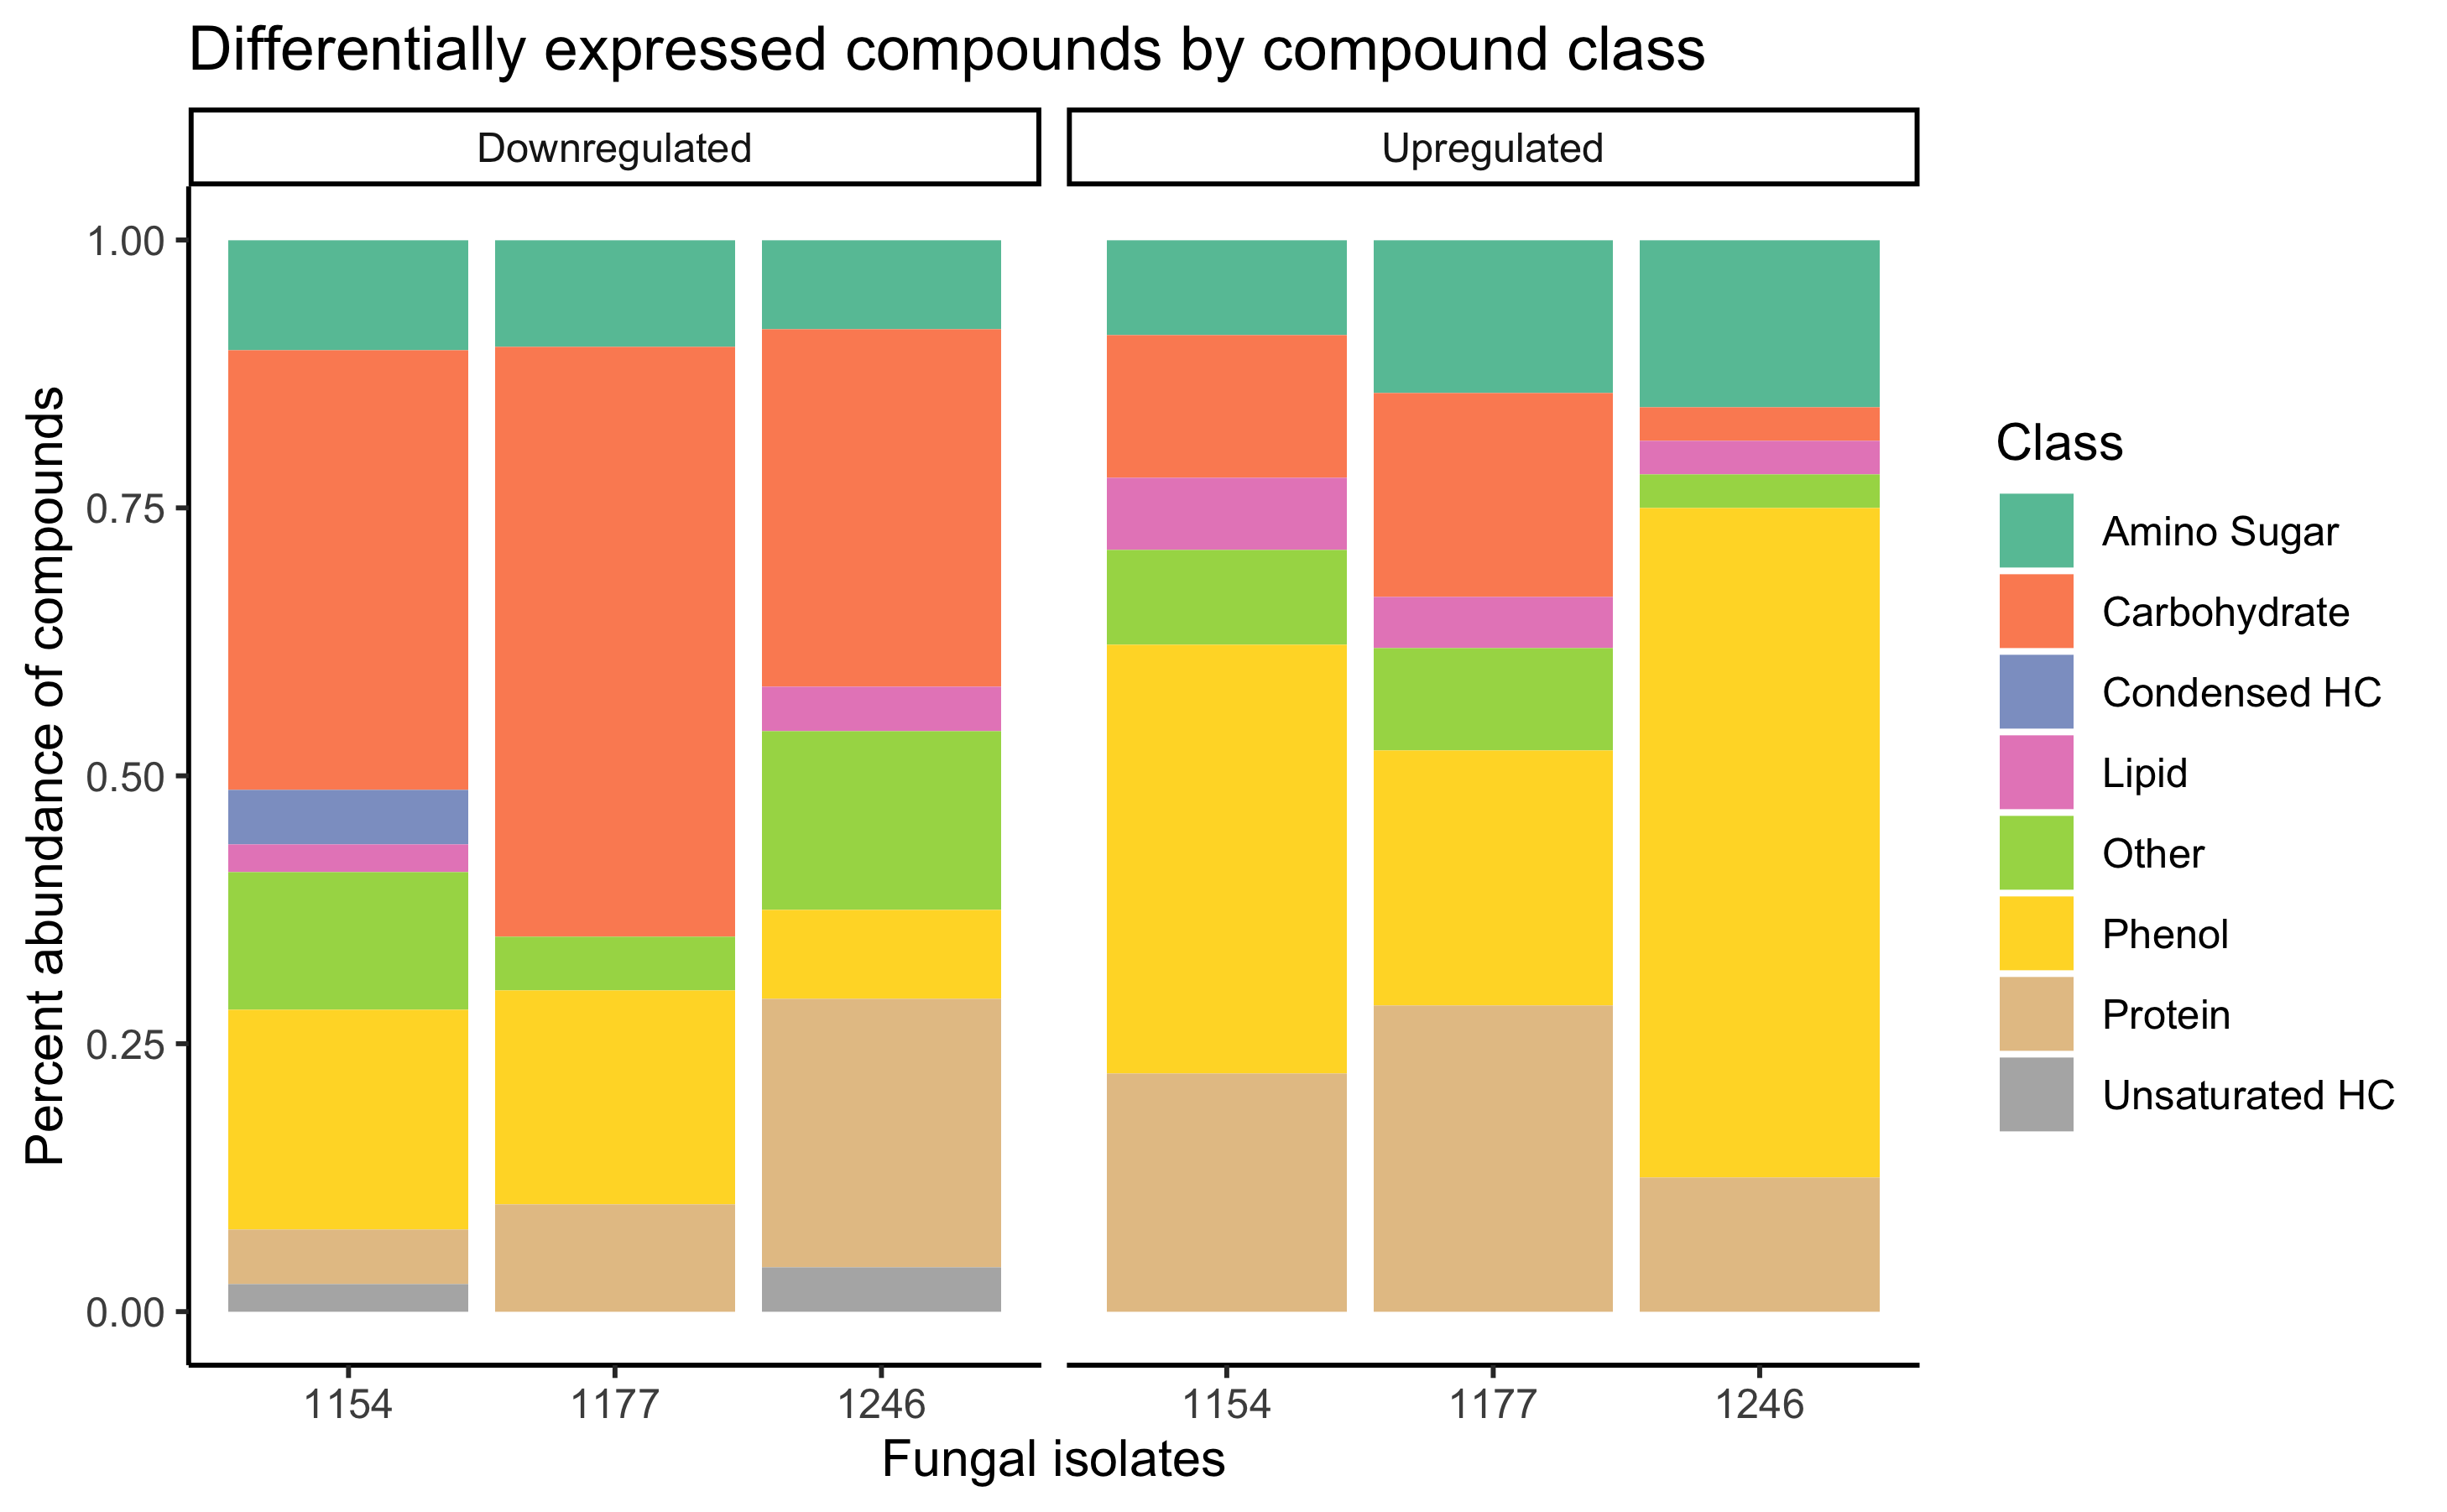 Differentially expressed compounds by compound class
Downregulated
Upregulated
Percent abundance of compounds
1.00
0.75
0.50
0.25
0.00
1154
1177
1246
1154
1177
1246
Fungal isolates
Class
Amino Sugar
Carbohydrate
Condensed HC
Lipid
Other
Phenol
Protein
Unsaturated HC